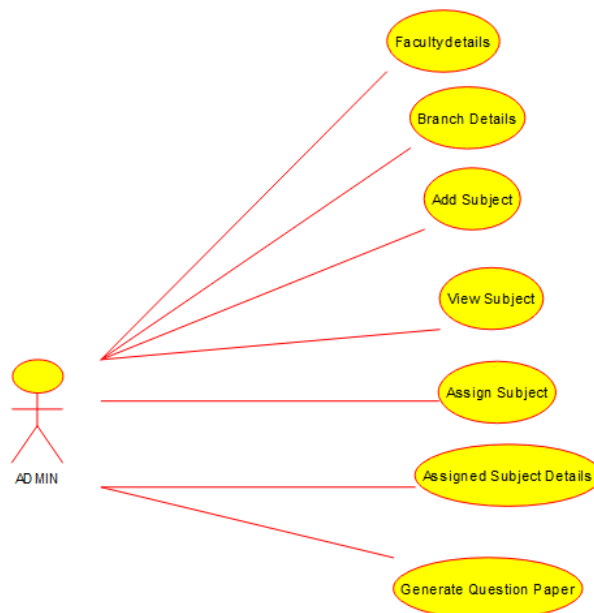 Facultydetails
Branch Details
Add Subject
View Subject
Assign Subject
ADMIN
Assigned Subject Details
Generate Question Paper